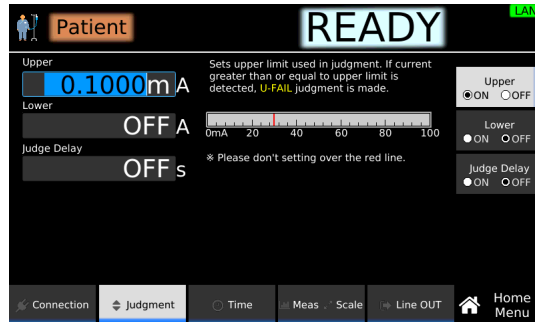 LAN
Patient
READY
Upper
0.1000m A
Lower
OFF A
Judge Delay
OFF s
Sets upper limit used in judgment. If current
greater than or equal to upper limit is
detected, U-FAIL judgment is made.
0mA 20 40 60 80 100
※ Please don't setting over the red line.
Upper
ON OFF
Lower
ON OFF
Judge Delay
ON OFF
Connection
Judgment
Time
Meas Scale
Line OUT
Home
Menu